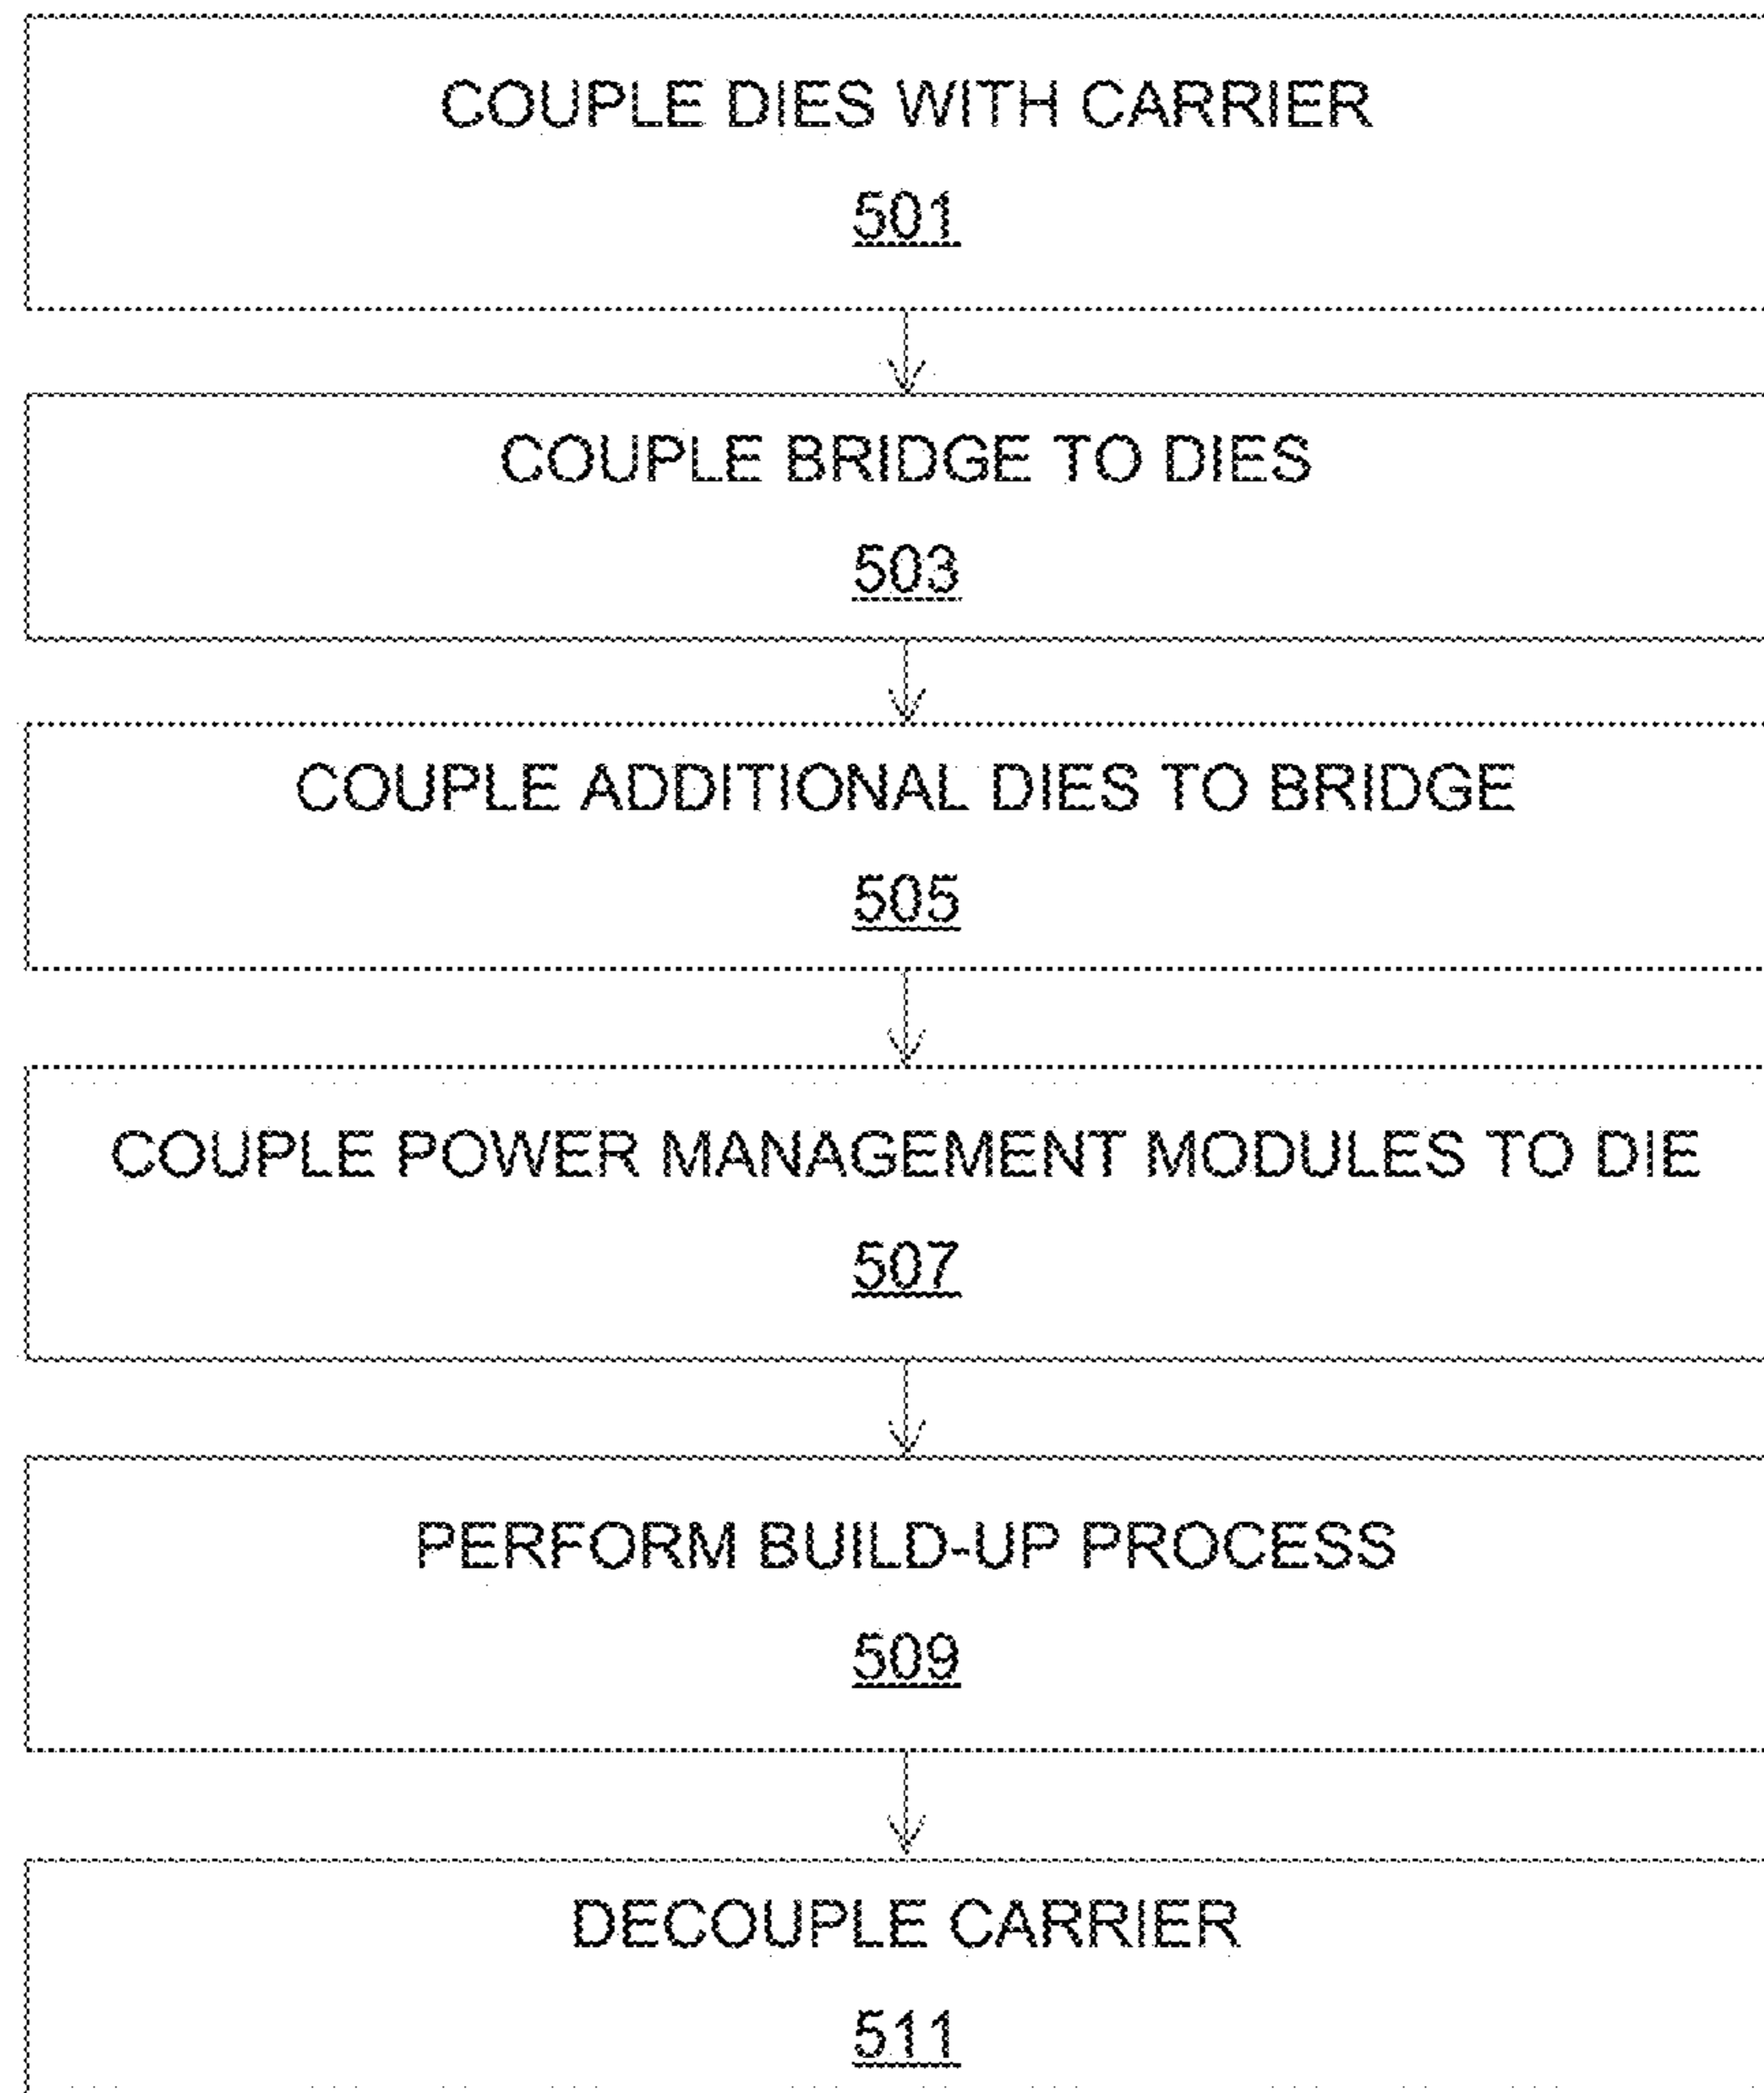 COUPLE DIES WITH CARRIER
501
COUPLE BRIDGE TO DIES
503
COUPLE ADDITIONAL DIES TO BRIDGE
505
COUPLE POWER MANAGEMENT MODULES TO DIE
507
PERFORM BUILD-UP PROCESS
509
DECOUPLE CARRIER
511